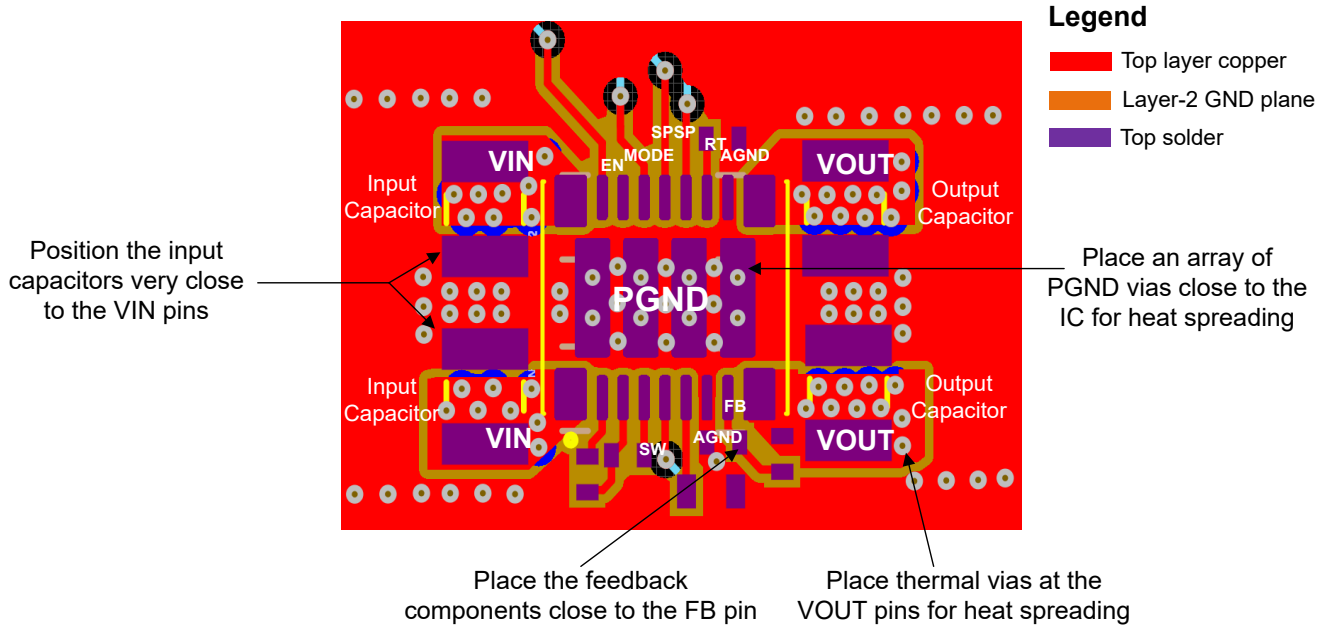 Legend
Top layer copper
Layer-2 GND plane
Top solder
SPSP
MODE
EN
RT
AGND
VIN
VOUT
Input
Capacitor
Output
Capacitor
Position the input
capacitors very close
to the VIN pins
PGND
Place an array of
PGND vias close to the
IC for heat spreading
Input
Capacitor
Output
Capacitor
FB
VIN
SW
AGND
VOUT
Place the feedback
components close to the FB pin
Place thermal vias at the
VOUT pins for heat spreading